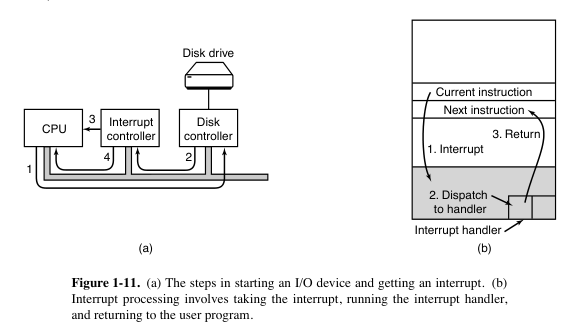 Disk drive
CPU
3
Interrupt
controller
Disk
controller
1
4
2
(a)
Current instruction
Next instruction
3. Return
1. Interrupt
2. Dispatch
to handler
Interrupt handler
(b)
Figure 1-11. (a) The steps in starting an I/O device and getting an interrupt. (b)
Interrupt processing involves taking the interrupt, running the interrupt handler,
and returning to the user program.